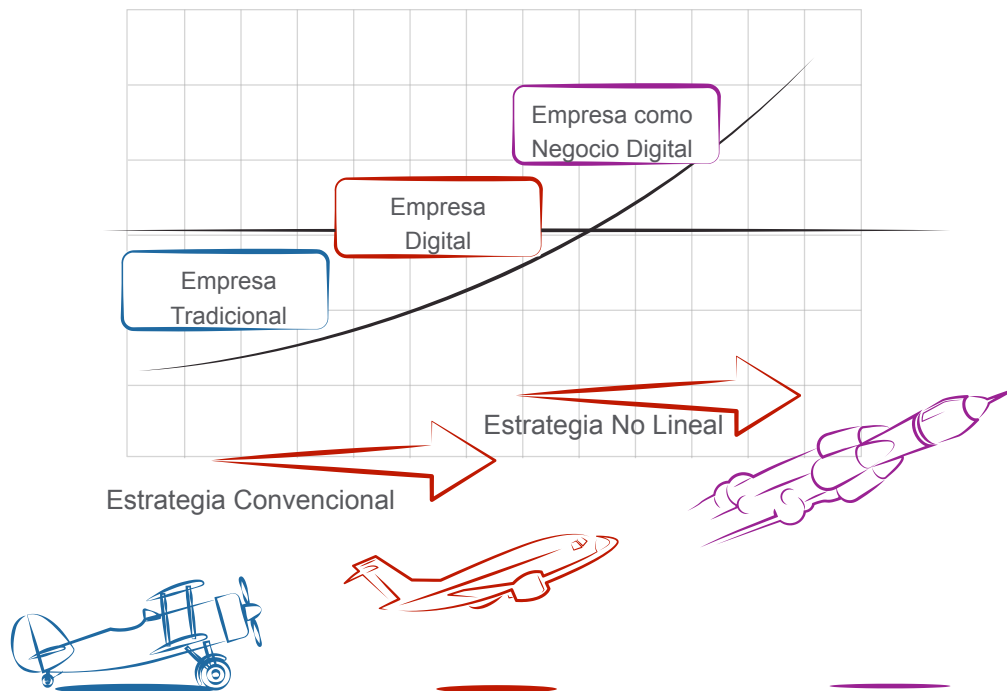 Empresa como
Negocio Digital
Empresa
Digital
Empresa
Tradicional
Estrategia No Lineal
Estrategia Convencional